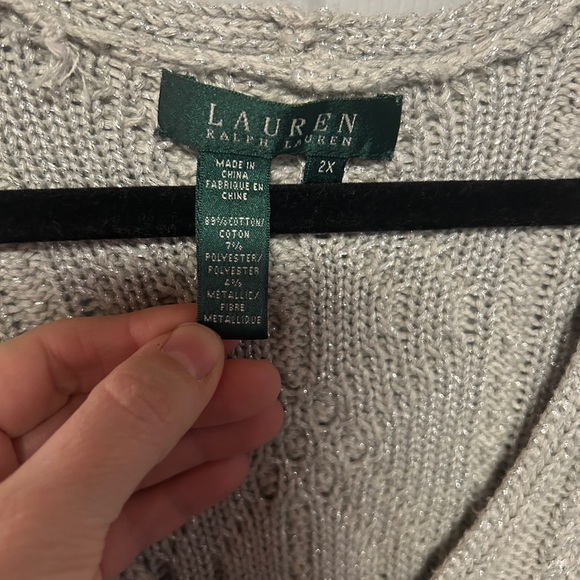 LAUREN
RALPH LAUREN
2X
MADE IN
CHINA
FABRIQUE EN
CHINE
89% COTTON/
COTON
7%
POLYESTER/
POLYESTER
4%
METALLIC/
FIBRE
METALLIQUE